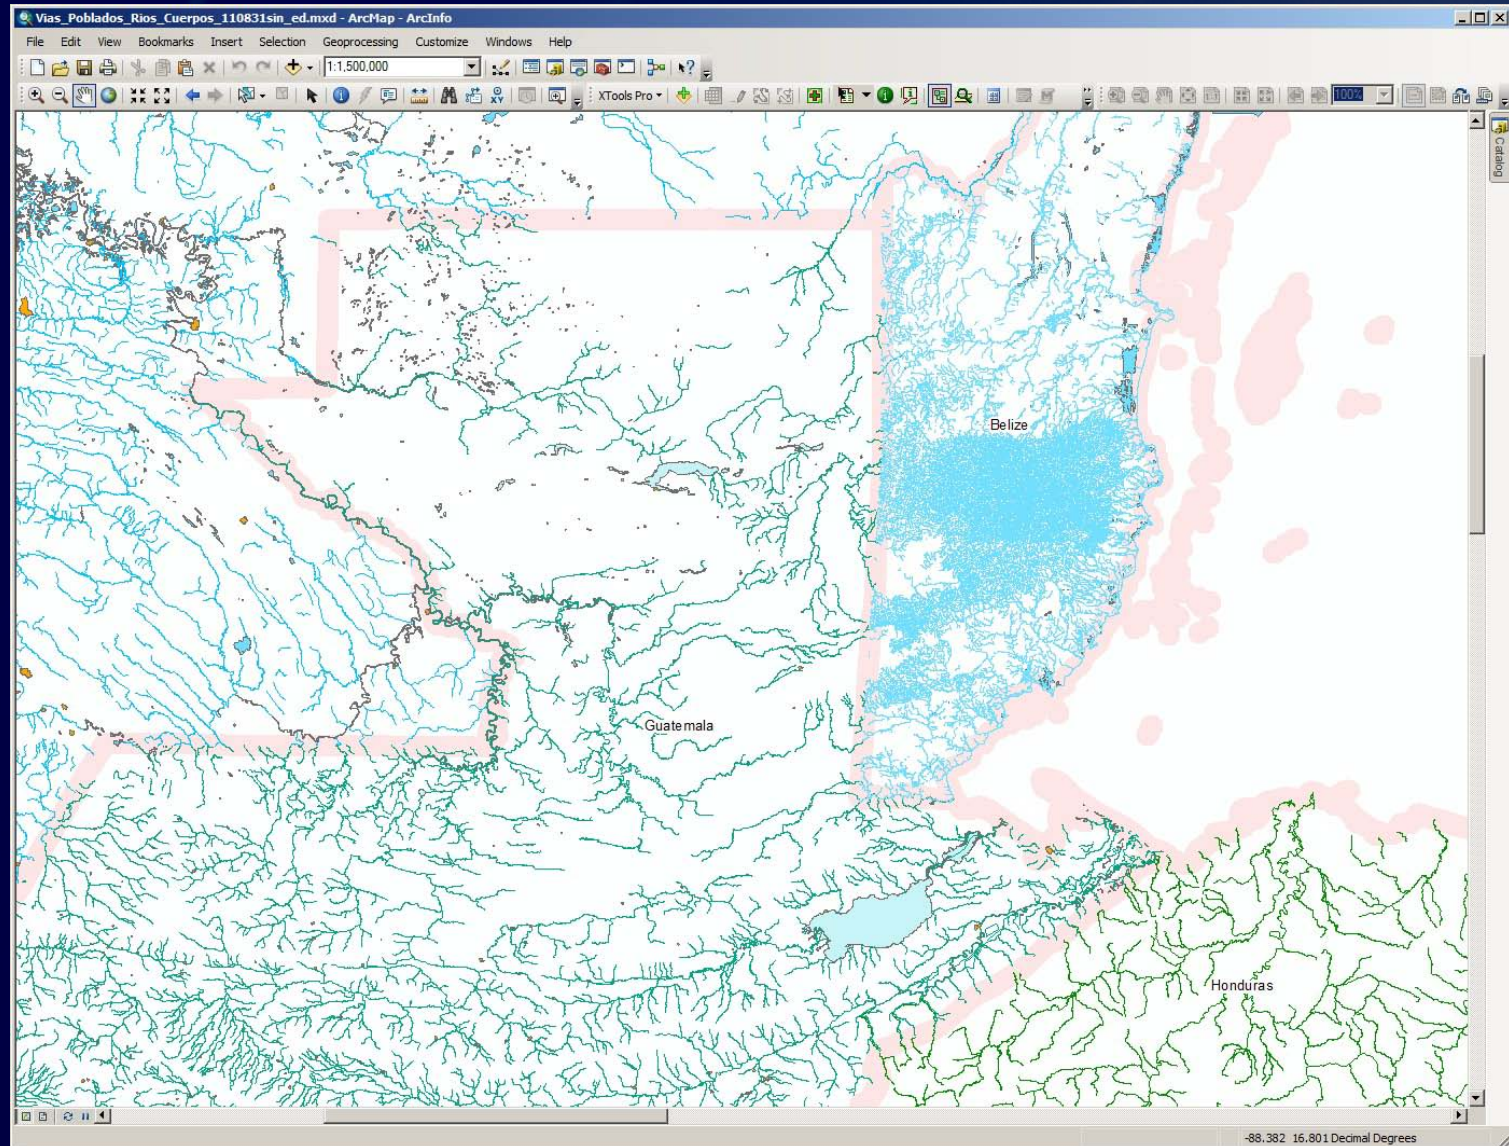 Vias_Poblados_Rios_Cuerpos_110831sin_ed.mxd - ArcMap - ArcInfo
File Edit View Bookmarks Insert Selection Geoprocessing Customize Windows Help
1:1,500,000
XTools Pro
100%
Catalog
Belize
Guatemala
Honduras
-88.382 16.801 Decimal Degrees